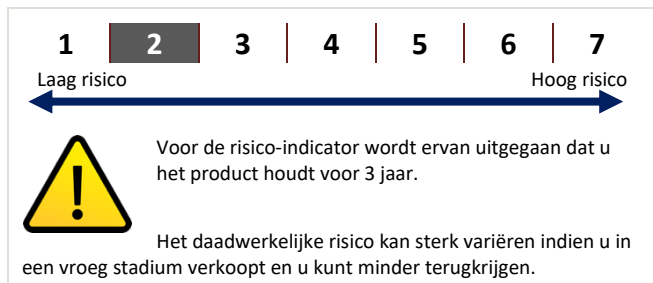 1 2 3 4 5 6 7
Laag risico Hoog risico
Voor de risico-indicator wordt ervan uitgegaan dat u
het product houdt voor 3 jaar.
Het daadwerkelijke risico kan sterk variëren indien u in
een vroeg stadium verkoopt en u kunt minder terugkrijgen.